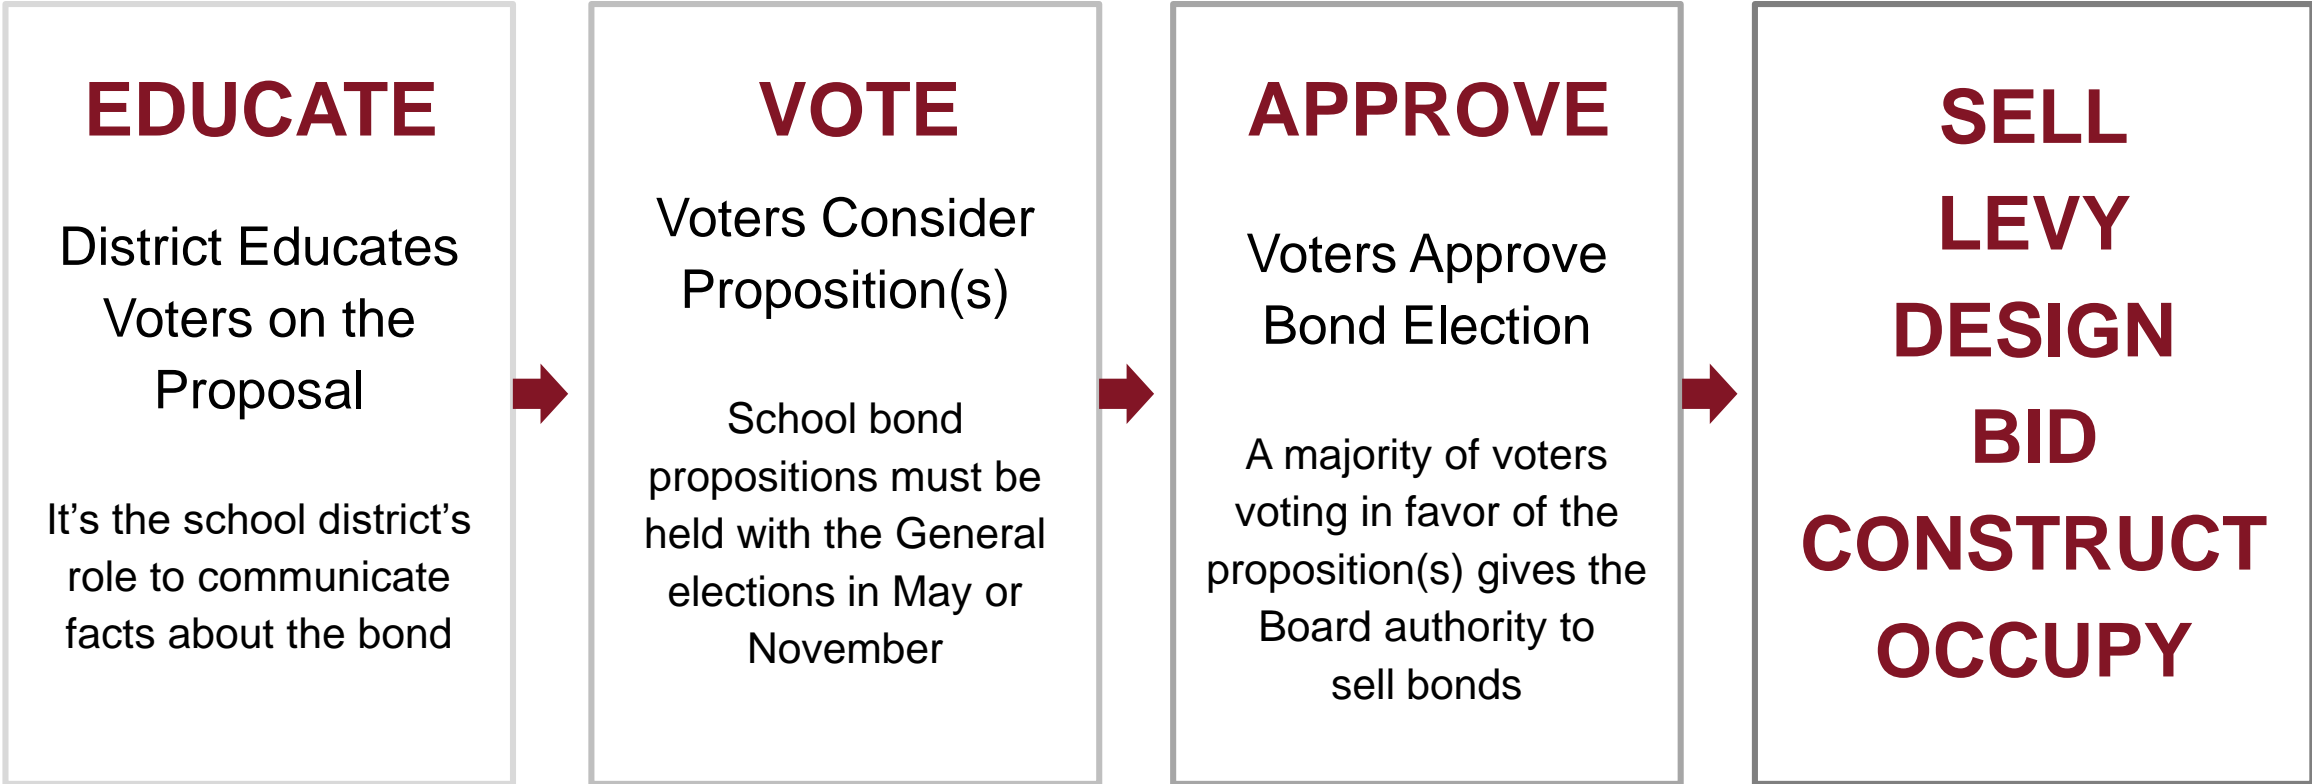 EDUCATE
District Educates
Voters on the
Proposal
It’s the school district’s
role to communicate
facts about the bond
VOTE
Voters Consider
Proposition(s)
School bond
propositions must be
held with the General
elections in May or
November
APPROVE
Voters Approve
Bond Election
A majority of voters
voting in favor of the
proposition(s) gives the
Board authority to
sell bonds
SELL
LEVY
DESIGN
BID
CONSTRUCT
OCCUPY